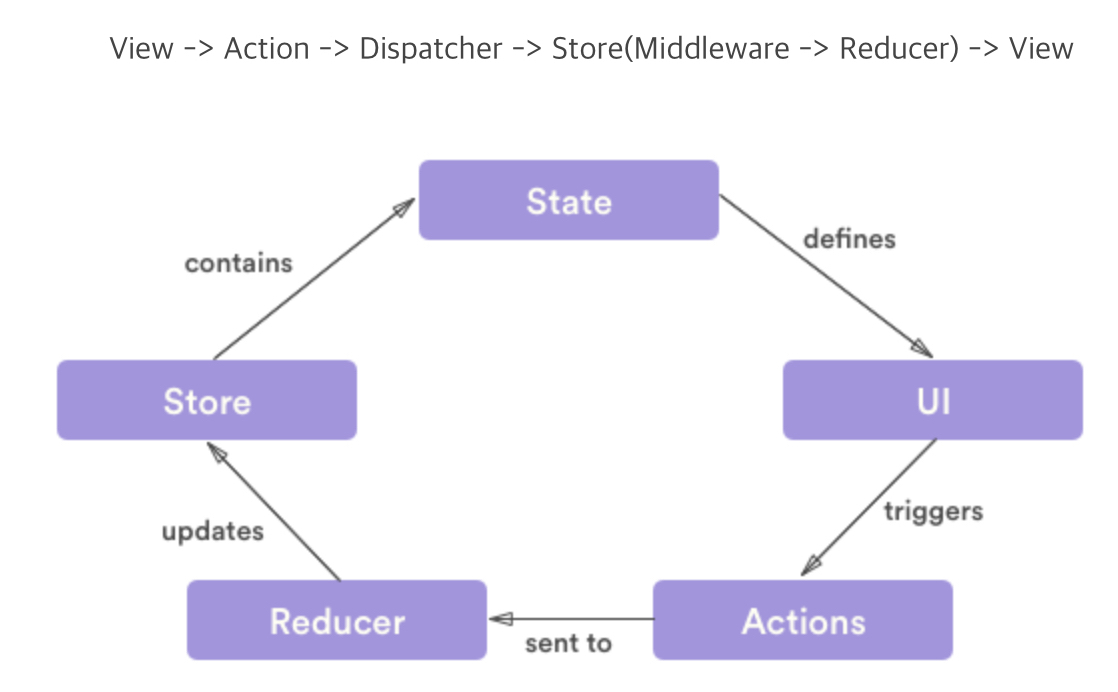 View -> Action -> Dispatcher -> Store(Middleware -> Reducer) -> View
State
defines
contains
Store
UI
triggers
updates
Reducer
Actions
sent to